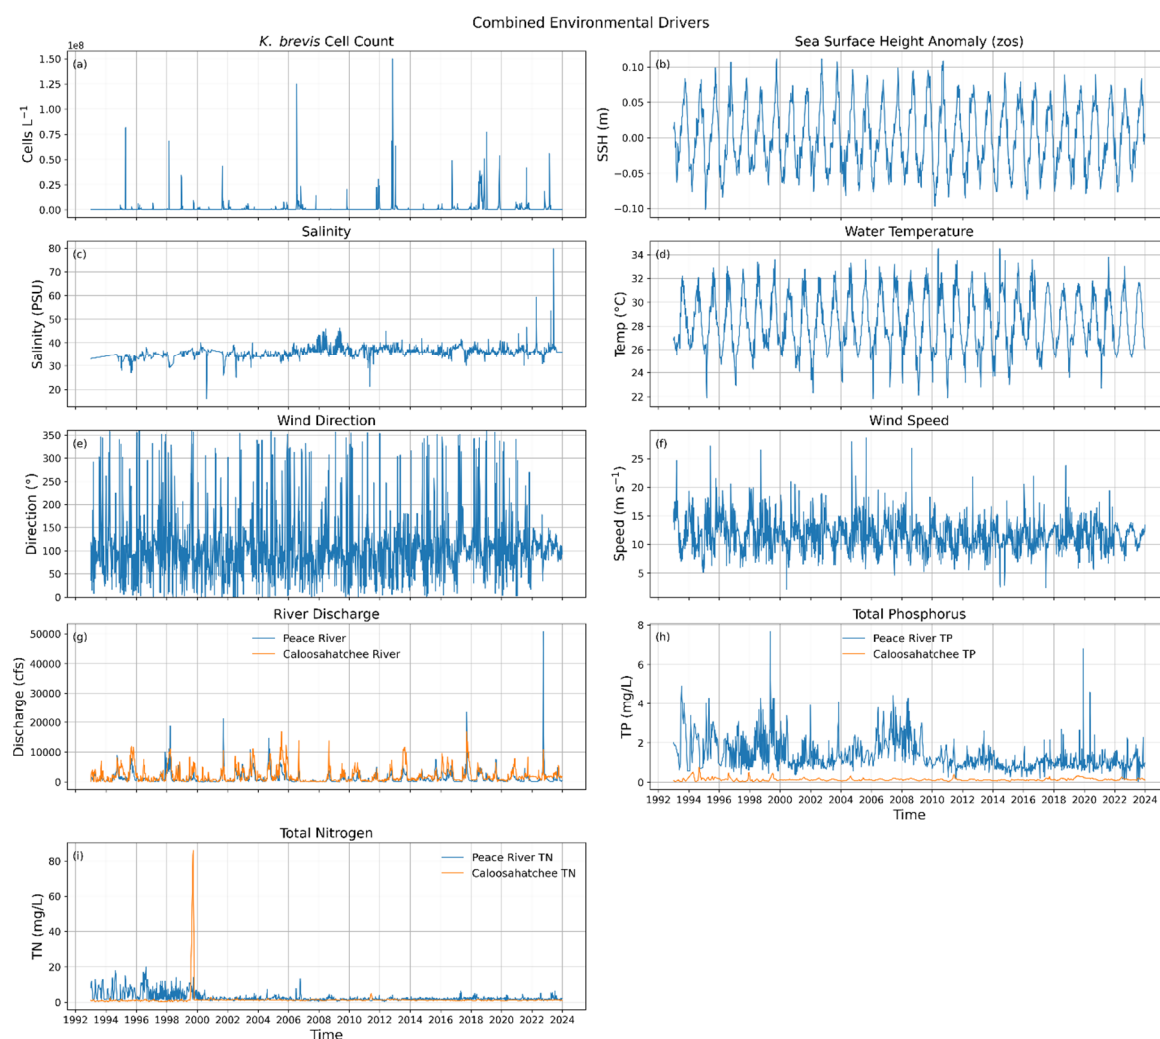 Combined Environmental Drivers
K. brevis Cell Count
1e8
(a)
Cells L⁻¹
1.50
1.25
1.00
0.75
0.50
0.25
0.00
Sea Surface Height Anomaly (zos)
(b)
SSH (m)
0.10
0.05
0.00
−0.05
−0.10
Salinity
(c)
Salinity (PSU)
80
70
60
50
40
30
20
Water Temperature
(d)
Temp (°C)
34
32
30
28
26
24
22
Wind Direction
(e)
Direction (°)
350
300
250
200
150
100
50
0
Wind Speed
(f)
Speed (m s⁻¹)
25
20
15
10
5
River Discharge
(g)
Peace River
Caloosahatchee River
Discharge (cfs)
50000
40000
30000
20000
10000
0
Total Phosphorus
(h)
Peace River TP
Caloosahatchee TP
TP (mg/L)
8
6
4
2
0
1992 1994 1996 1998 2000 2002 2004 2006 2008 2010 2012 2014 2016 2018 2020 2022 2024
Time
Total Nitrogen
(i)
Peace River TN
Caloosahatchee TN
TN (mg/L)
80
60
40
20
0
1992 1994 1996 1998 2000 2002 2004 2006 2008 2010 2012 2014 2016 2018 2020 2022 2024
Time